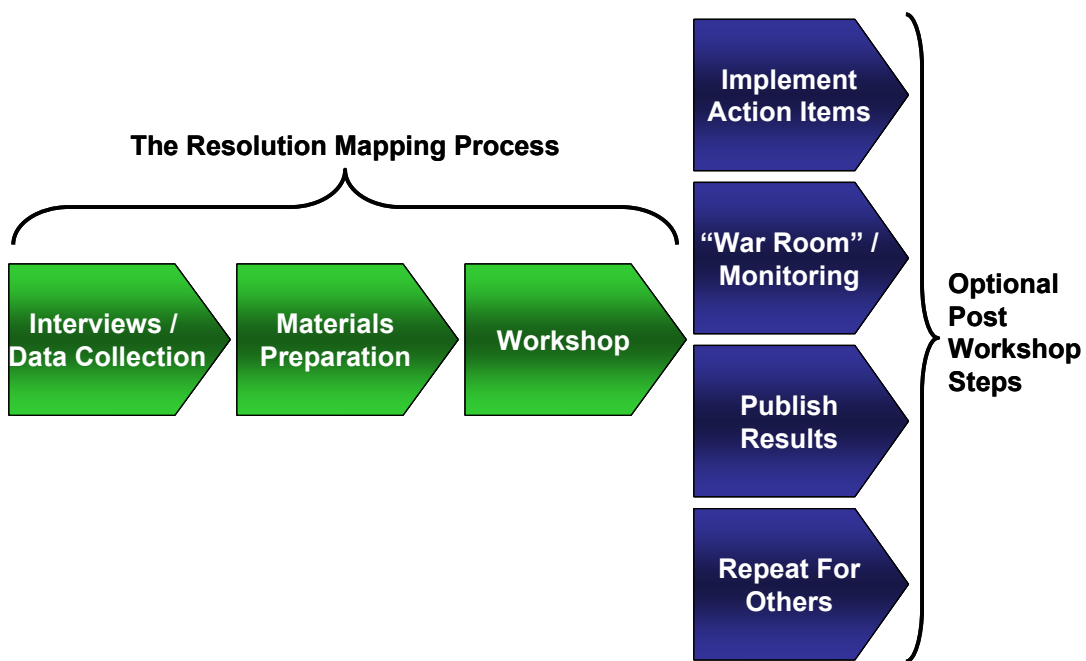 The Resolution Mapping Process
Interviews /
Data Collection
Materials
Preparation
Workshop
Implement
Action Items
“War Room” /
Monitoring
Publish
Results
Repeat For
Others
Optional
Post
Workshop
Steps